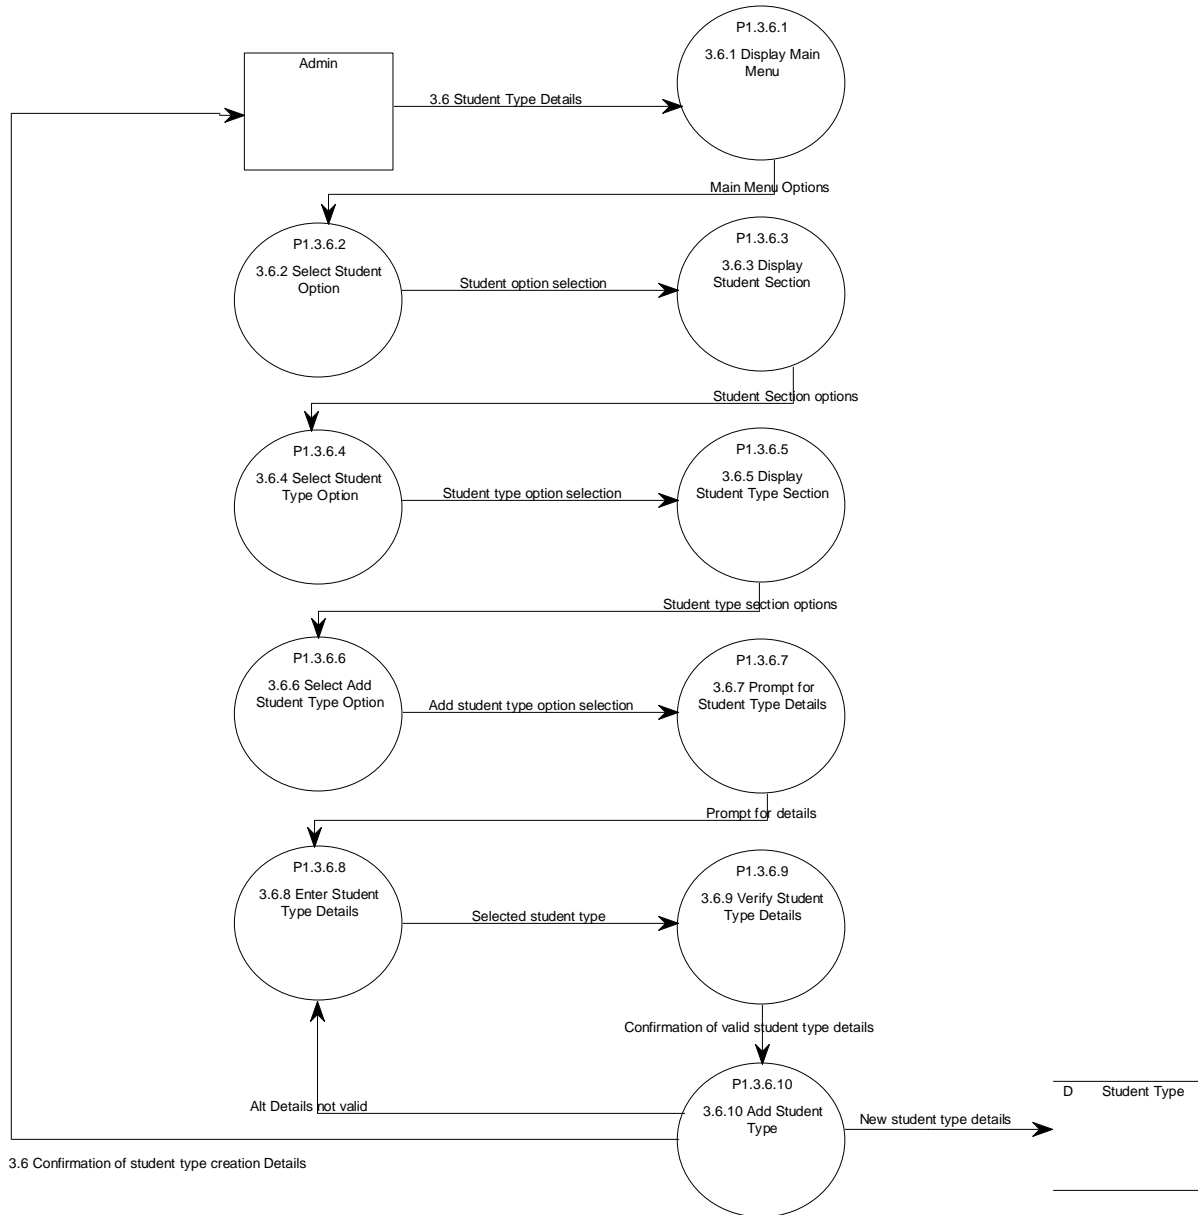 P1.3.6.1
3.6.1 Display Main
Menu
Admin
3.6 Student Type Details
Main Menu Options
P1.3.6.2
3.6.2 Select Student
Option
Student option selection
P1.3.6.3
3.6.3 Display
Student Section
Student Section options
P1.3.6.4
3.6.4 Select Student
Type Option
Student type option selection
P1.3.6.5
3.6.5 Display
Student Type Section
Student type section options
P1.3.6.6
3.6.6 Select Add
Student Type Option
Add student type option selection
P1.3.6.7
3.6.7 Prompt for
Student Type Details
Prompt for details
P1.3.6.8
3.6.8 Enter Student
Type Details
Selected student type
P1.3.6.9
3.6.9 Verify Student
Type Details
Confirmation of valid student type details
P1.3.6.10
3.6.10 Add Student
Type
Alt Details not valid
New student type details
D Student Type
3.6 Confirmation of student type creation Details